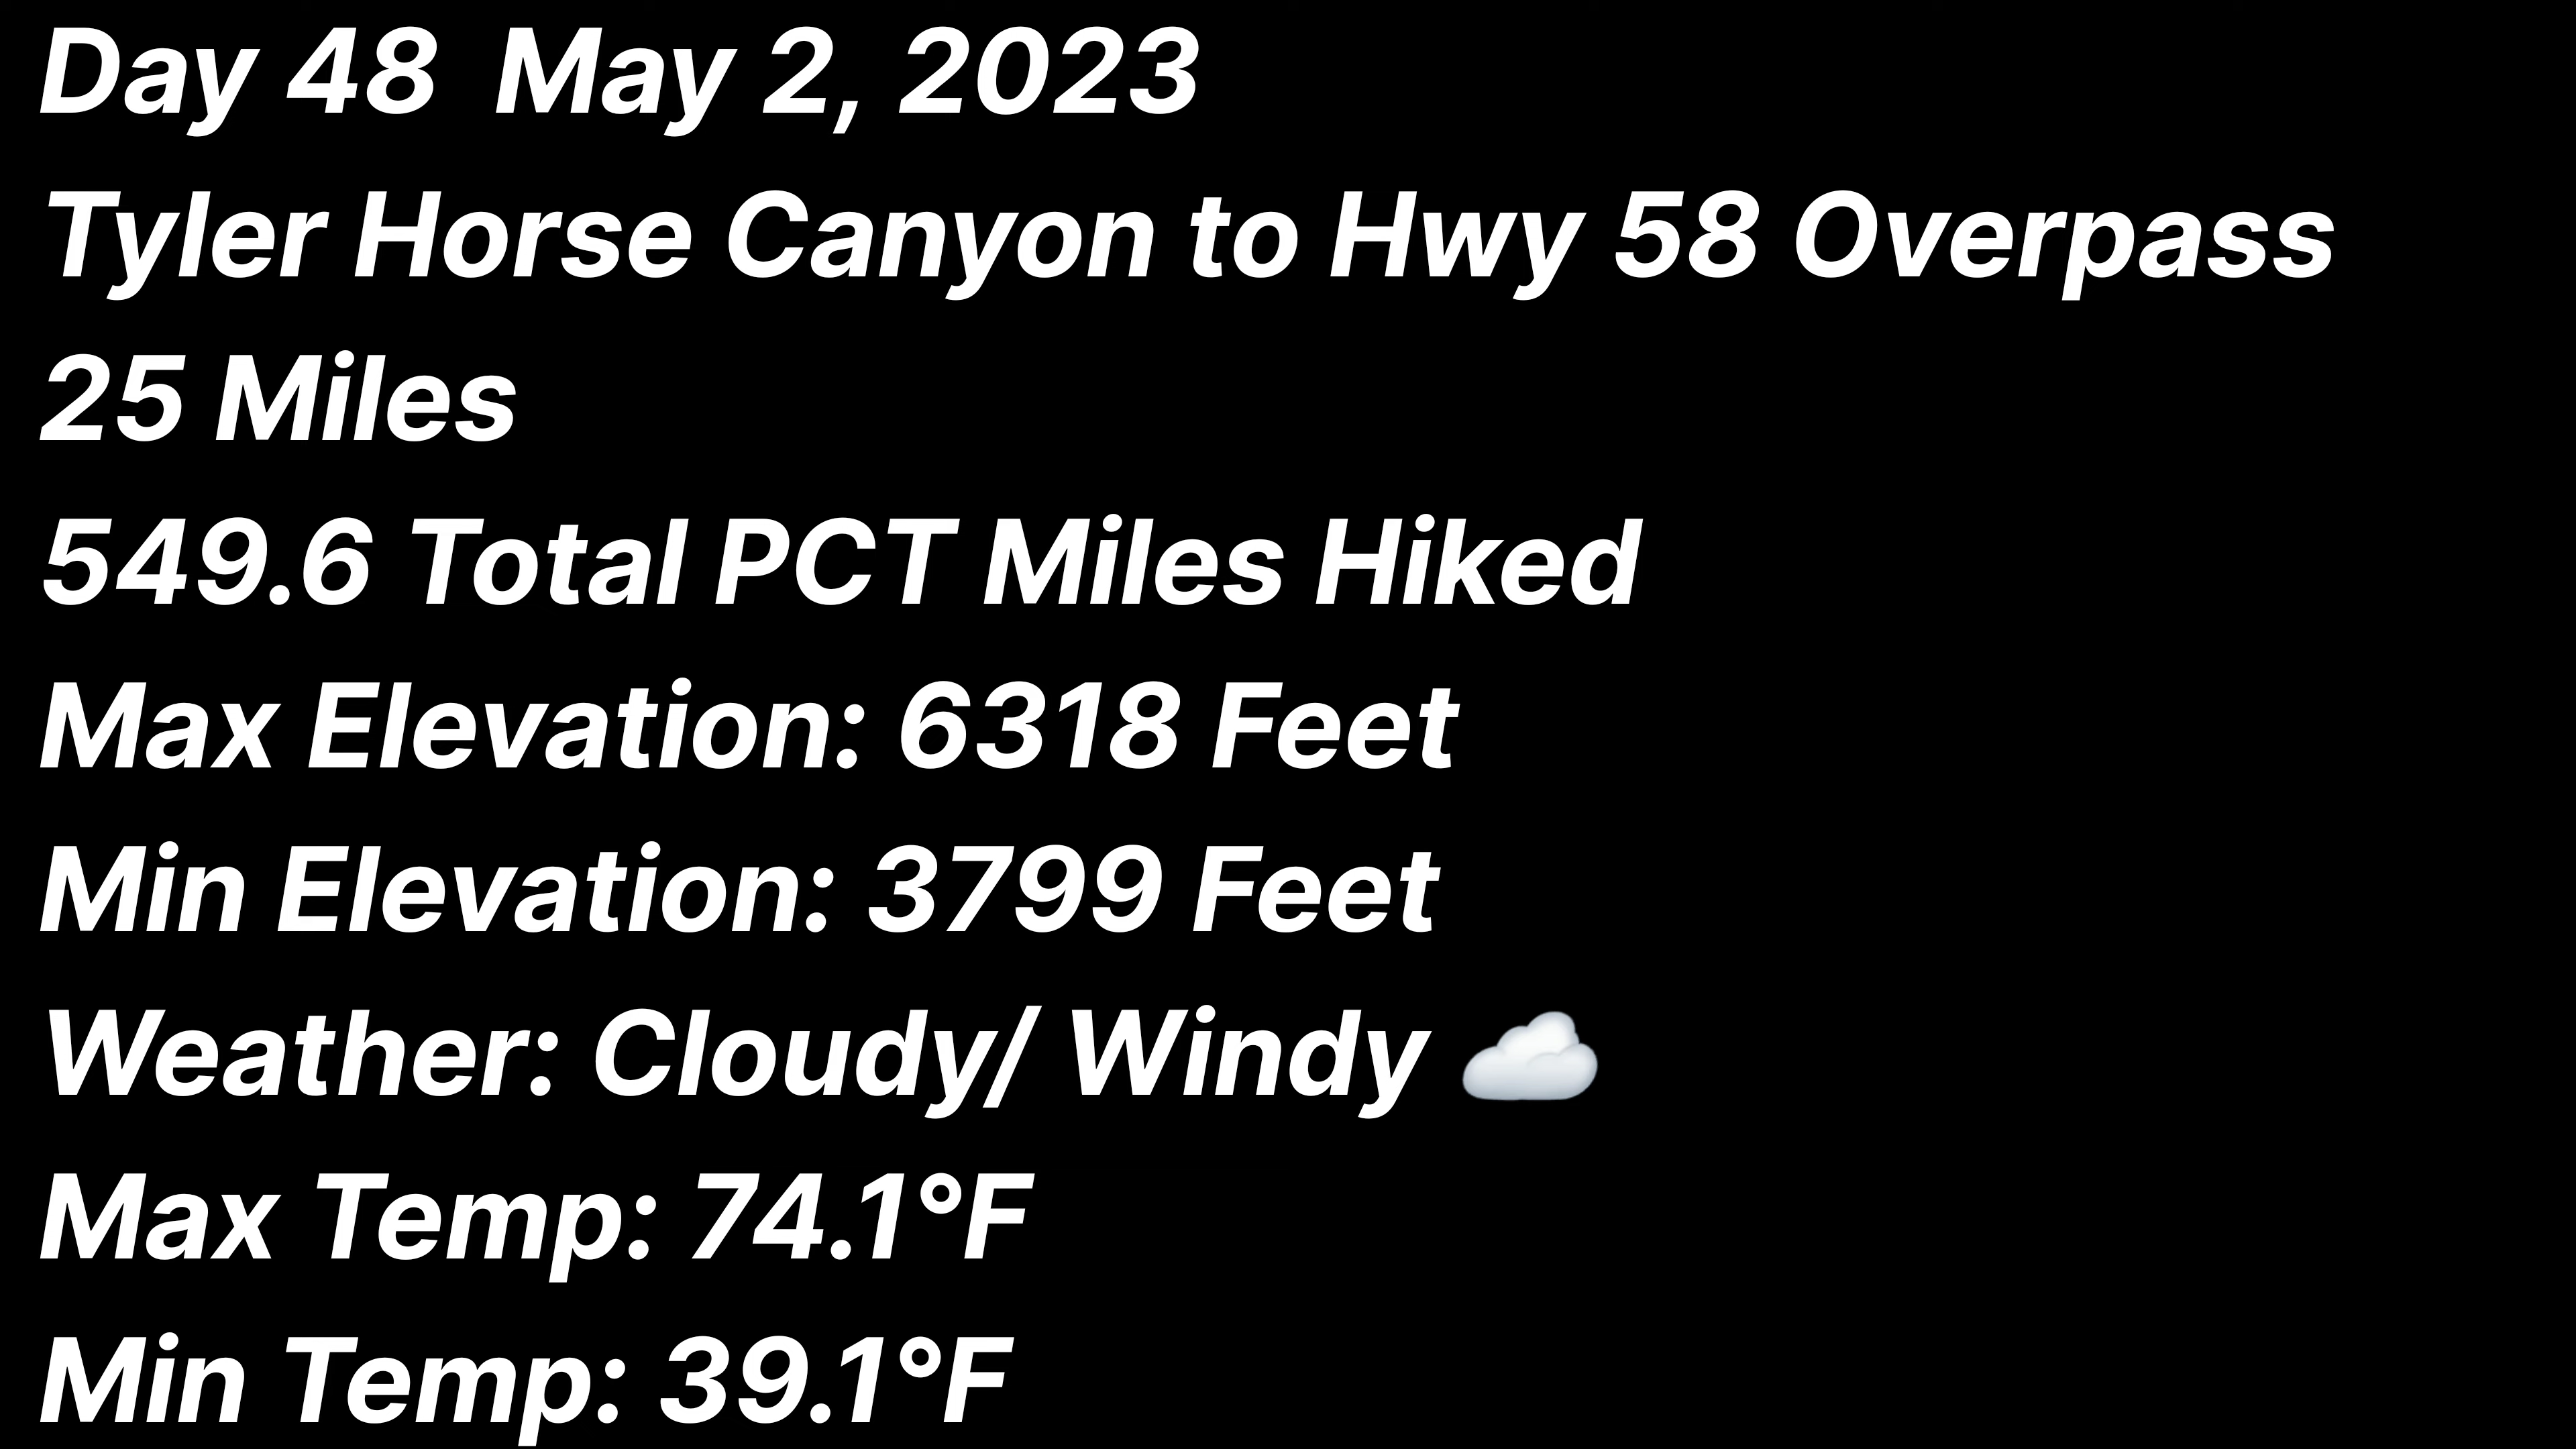 Day 48  May 2, 2023
Tyler Horse Canyon to Hwy 58 Overpass
25 Miles
549.6 Total PCT Miles Hiked
Max Elevation: 6318 Feet
Min Elevation: 3799 Feet
Weather: Cloudy/ Windy ☁️
Max Temp: 74.1°F
Min Temp: 39.1°F